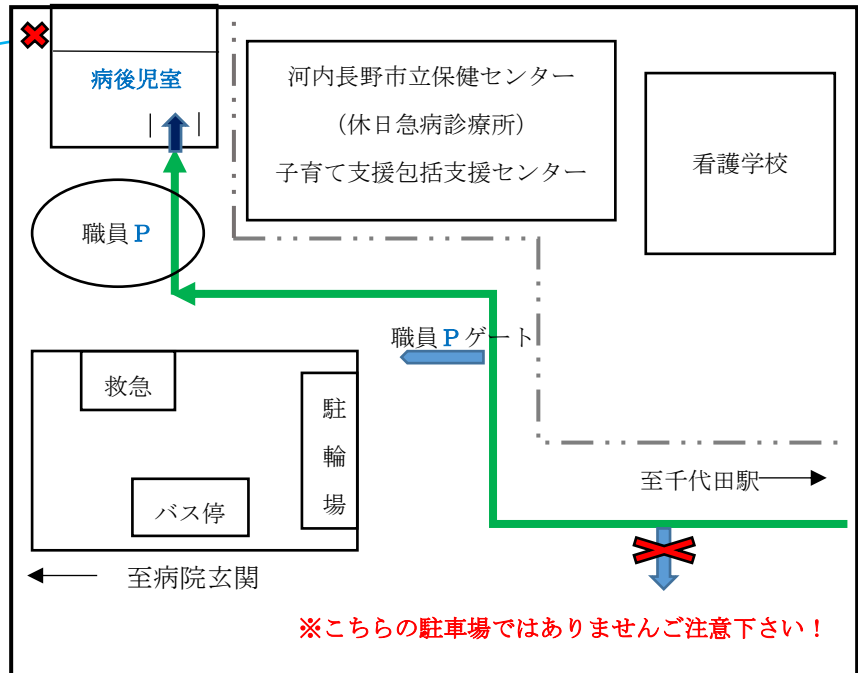 病後児室
河内長野市立保健センター
（休日急病診療所）
子育て支援包括支援センター
看護学校
職員P
職員Pゲート
救急
駐輪場
バス停
至千代田駅
至病院玄関
※こちらの駐車場ではありませんご注意下さい！